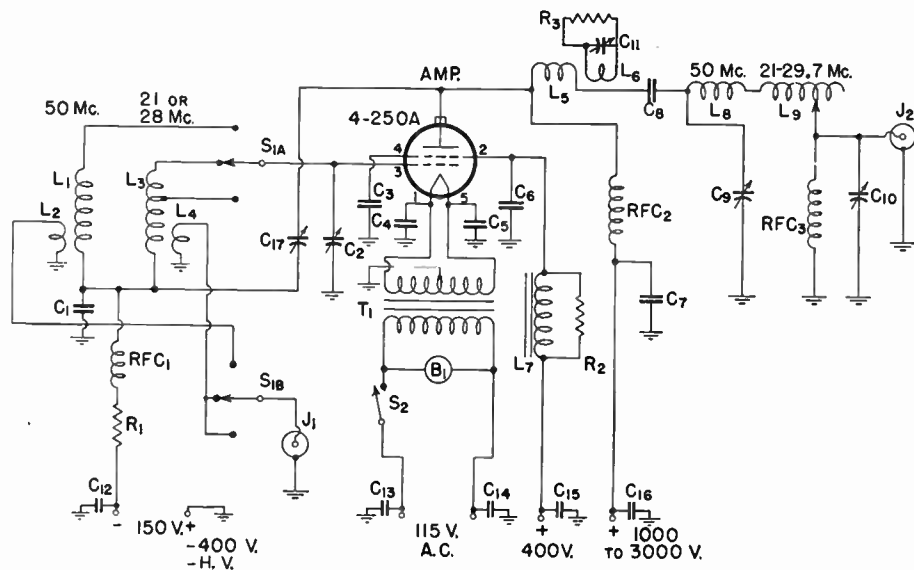 R3
C11
L6
AMP.
L5
50 Mc.
21-29.7 Mc.
C8
L8
L9
J2
50 Mc.
21 OR
28 Mc.
4-250A
S1A
4
2
3
1
5
L1
L3
L2
L4
C3
C4
C6
C5
C17
C2
RFC2
C9
RFC3
C10
C1
T1
C7
RFC1
L7
R2
B1
S2
S1B
J1
R1
C12
C13
C14
C15
C16
- 150 V. +
-400 V.
-H. V.
115 V.
A.C.
+
400V.
+ 1000
TO 3000 V.